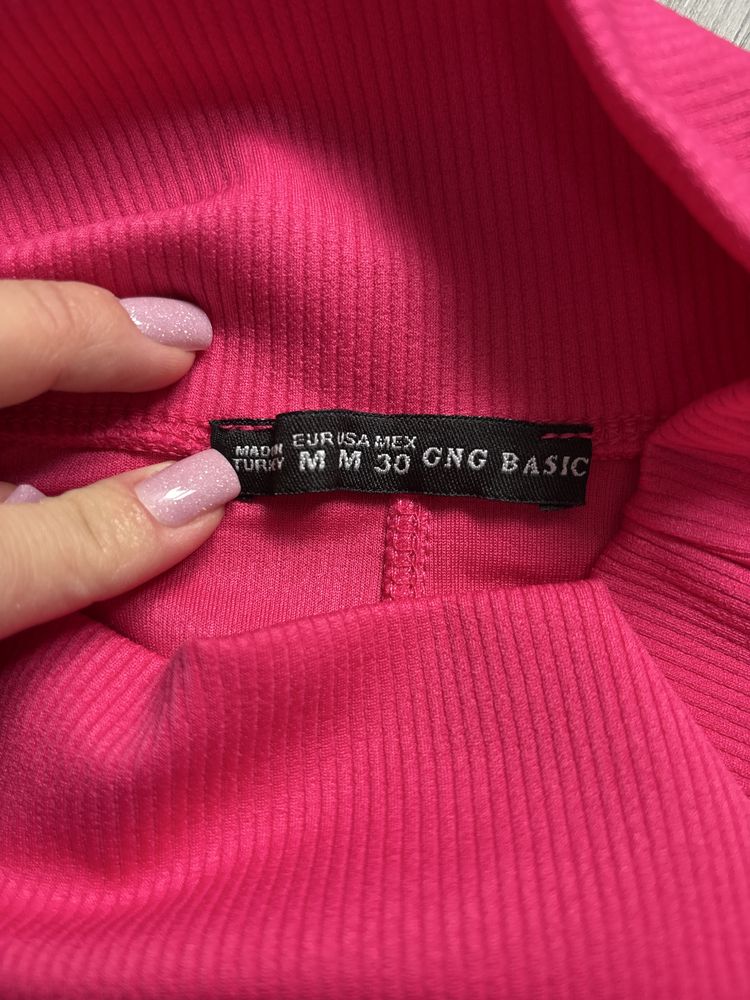 MADE IN
TURKY
EUR USA MEX
M M 30
GNG BASIC